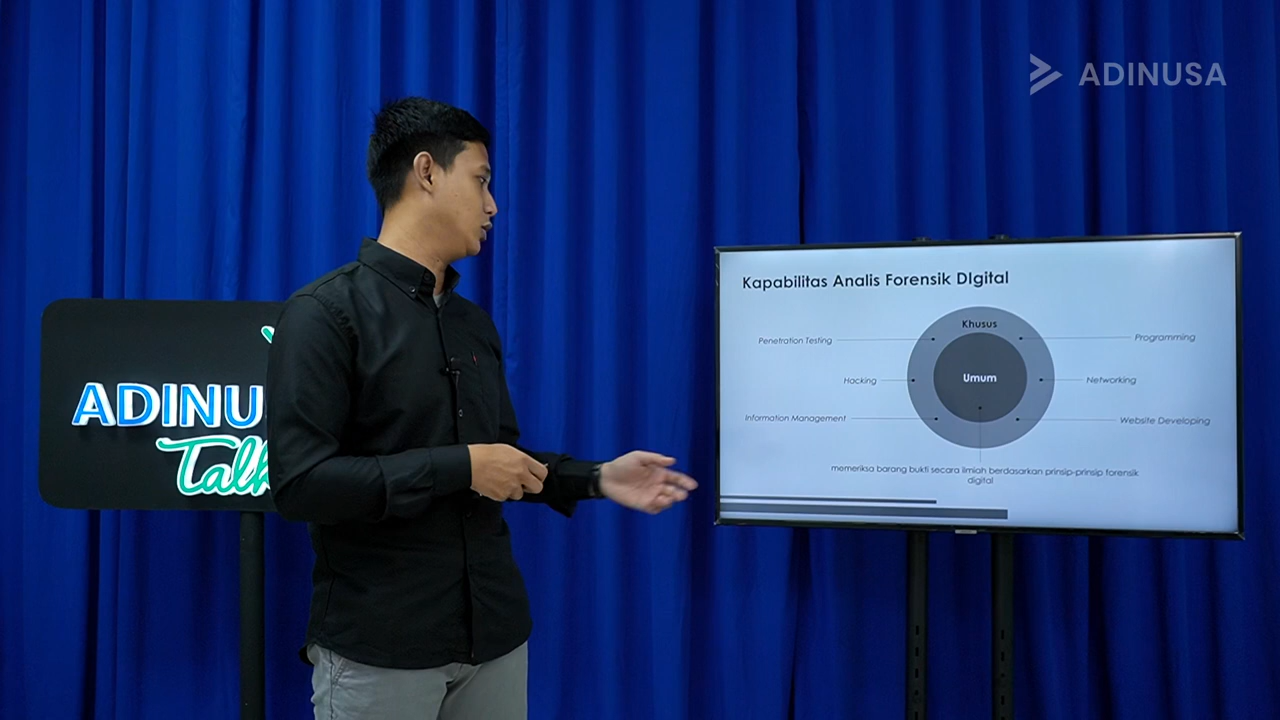 ADINUSA
ADINU
Talk
Kapabilitas Analis Forensik DIgital
Khusus
Penetration Testing
Programming
Umum
Hacking
Networking
Information Management
Website Developing
memeriksa barang bukti secara ilmiah berdasarkan prinsip-prinsip forensik
digital